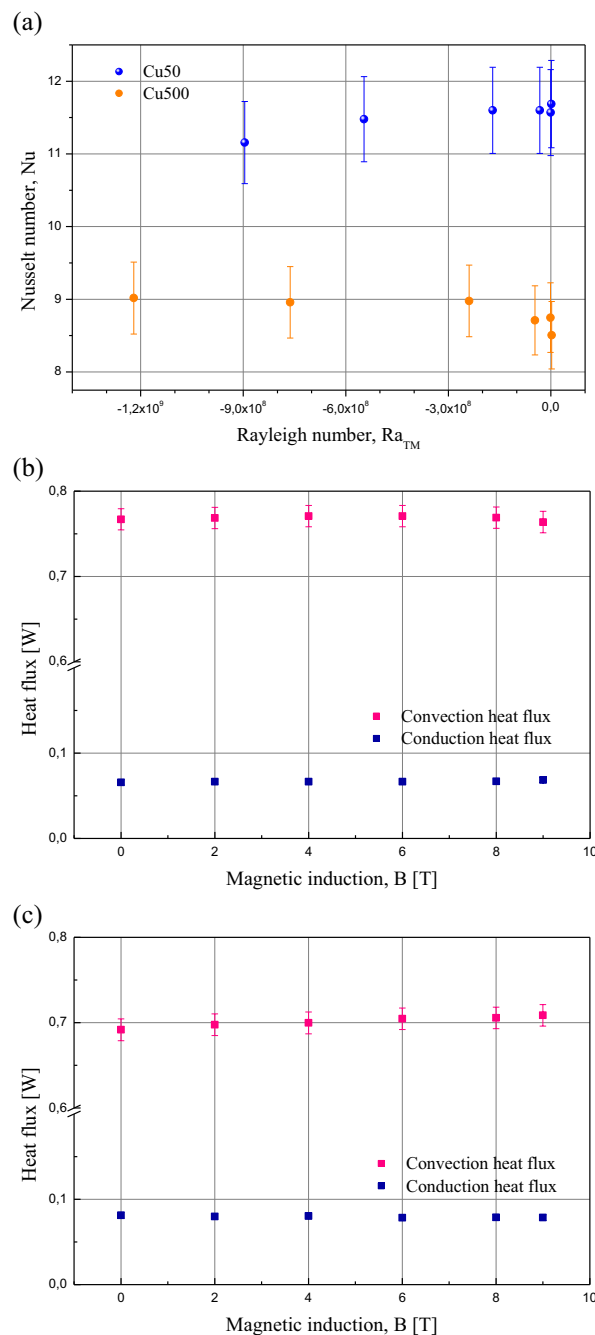 (a)
12
11
10
9
8
Nusselt number, Nu
Cu50
Cu500
-1,2x10⁹
-9,0x10⁸
-6,0x10⁸
-3,0x10⁸
0,0
Rayleigh number, Ra_TM
(b)
0,8
0,7
0,6
0,1
0,0
Heat flux [W]
Convection heat flux
Conduction heat flux
0 2 4 6 8 10
Magnetic induction, B [T]
(c)
0,8
0,7
0,6
0,1
0,0
Heat flux [W]
Convection heat flux
Conduction heat flux
0 2 4 6 8 10
Magnetic induction, B [T]